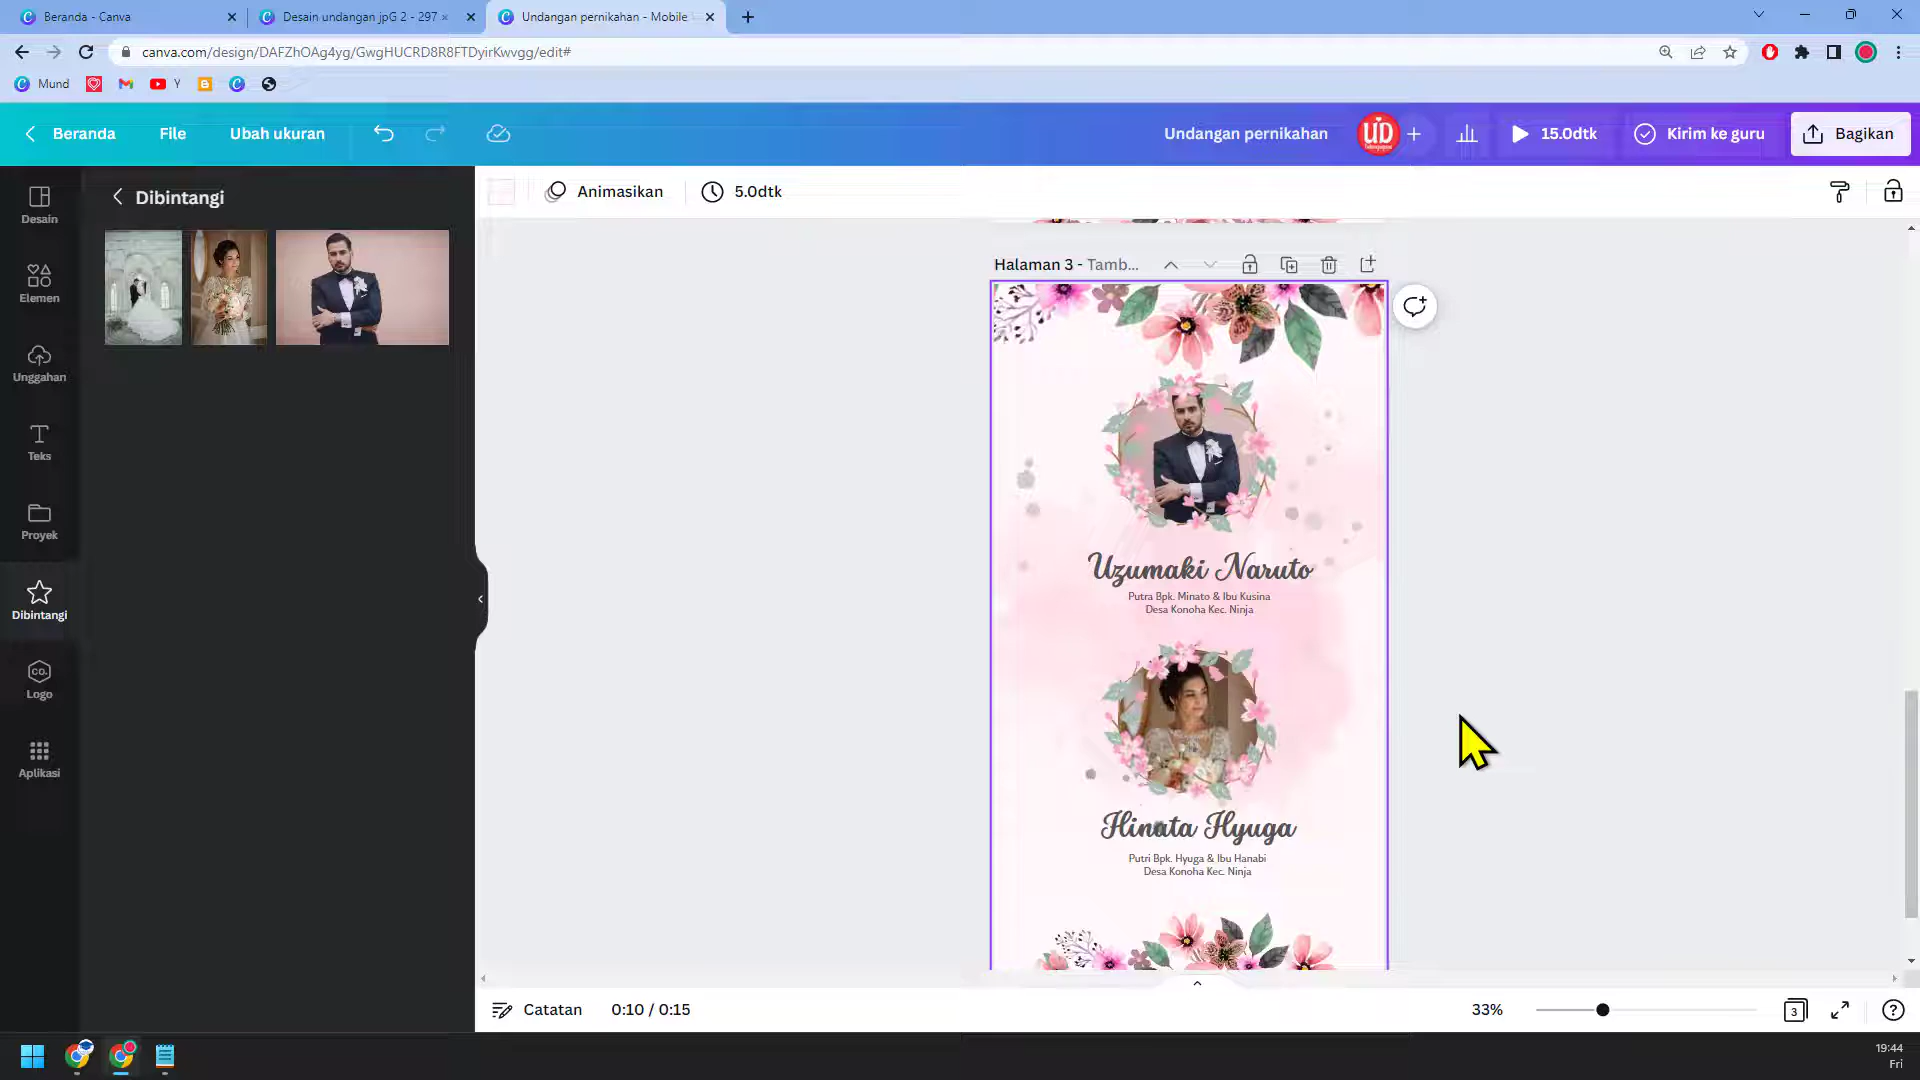 Beranda - Canva
Desain undangan jpG 2 - 297
Undangan pernikahan - Mobile
canva.com/design/DAFZhOAg4yg/GwgHUCRD8R8FTDyirKwvgg/edit#
Mund
Y
Beranda
File
Ubah ukuran
Undangan pernikahan
UD
15.0dtk
Kirim ke guru
Bagikan
Desain
Elemen
Unggahan
Teks
Proyek
Dibintangi
CO.
Logo
Aplikasi
Dibintangi
Animasikan
5.0dtk
Halaman 3 - Tamb...
Uzumaki Naruto
Putra Bpk. Minato & Ibu Kusina
Desa Konoha Kec. Ninja
Hinata Hyuga
Putri Bpk. Hyuga & Ibu Hanabi
Desa Konoha Kec. Ninja
Catatan
0:10 / 0:15
33%
3
19:44
Fri